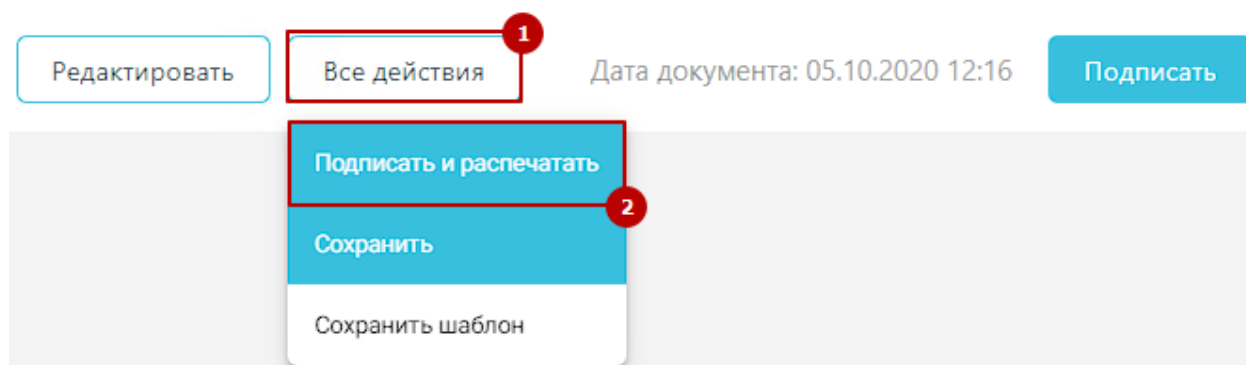 1
Редактировать Все действия Дата документа: 05.10.2020 12:16 Подписать
Подписать и распечатать
2
Сохранить
Сохранить шаблон